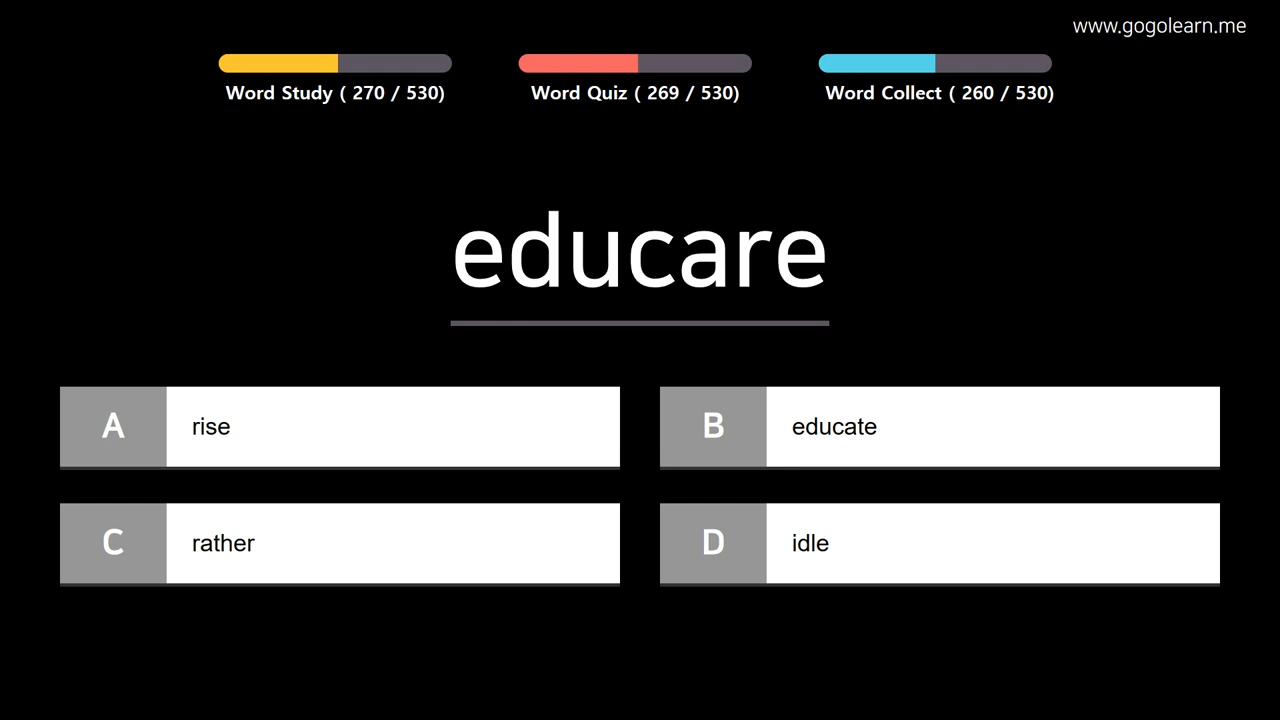 www.gogolearn.me
Word Study ( 270 / 530)
Word Quiz ( 269 / 530)
Word Collect ( 260 / 530)
educare
A rise
B educate
C rather
D idle